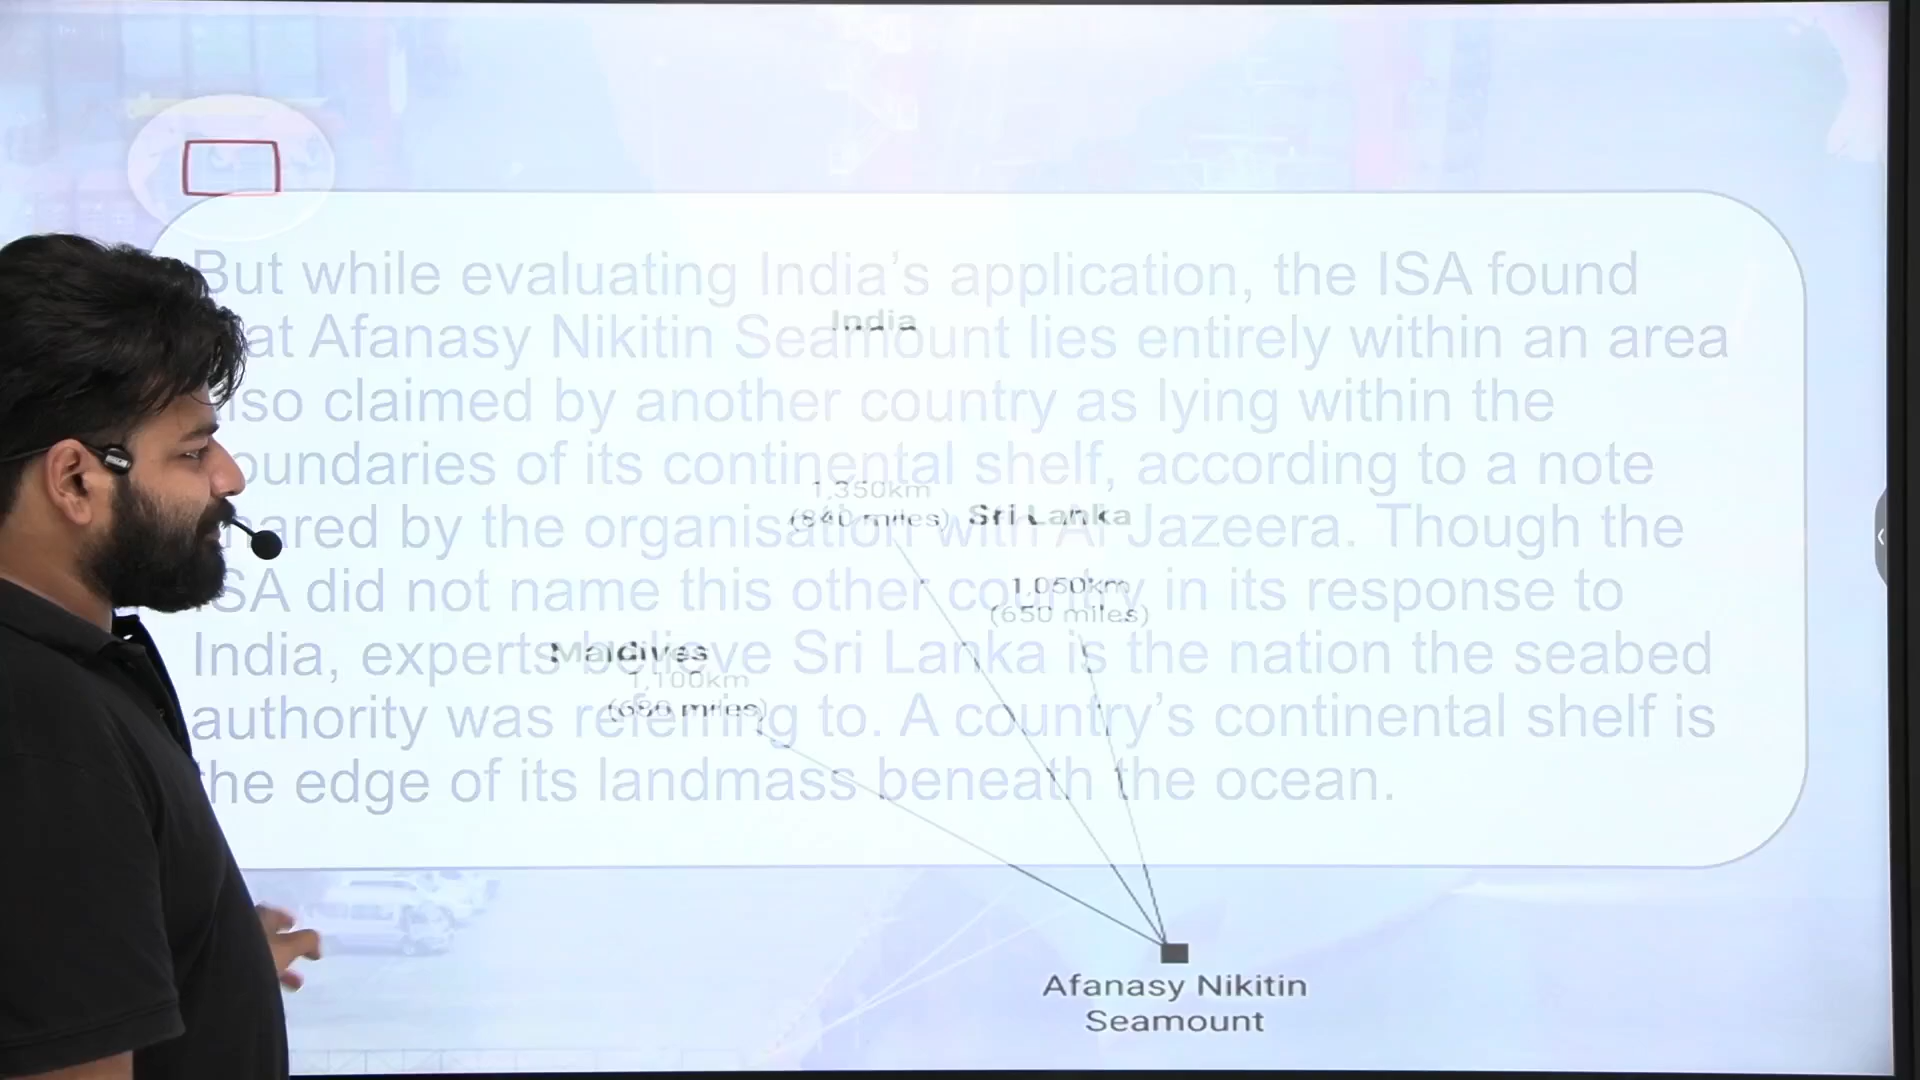 But while evaluating India's application, the ISA found
at Afanasy Nikitin Seamount lies entirely within an area
lso claimed by another country as lying within the
oundaries of its continental shelf, according to a note
ared by the organisation with Al Jazeera. Though the
SA did not name this other country in its response to
India, experts believe Sri Lanka is the nation the seabed
authority was referring to. A country's continental shelf is
he edge of its landmass beneath the ocean.
India
1,350km
(840 miles)
Sri Lanka
1,050km
(650 miles)
Maldives
1,100km
(680 miles)
Afanasy Nikitin
Seamount